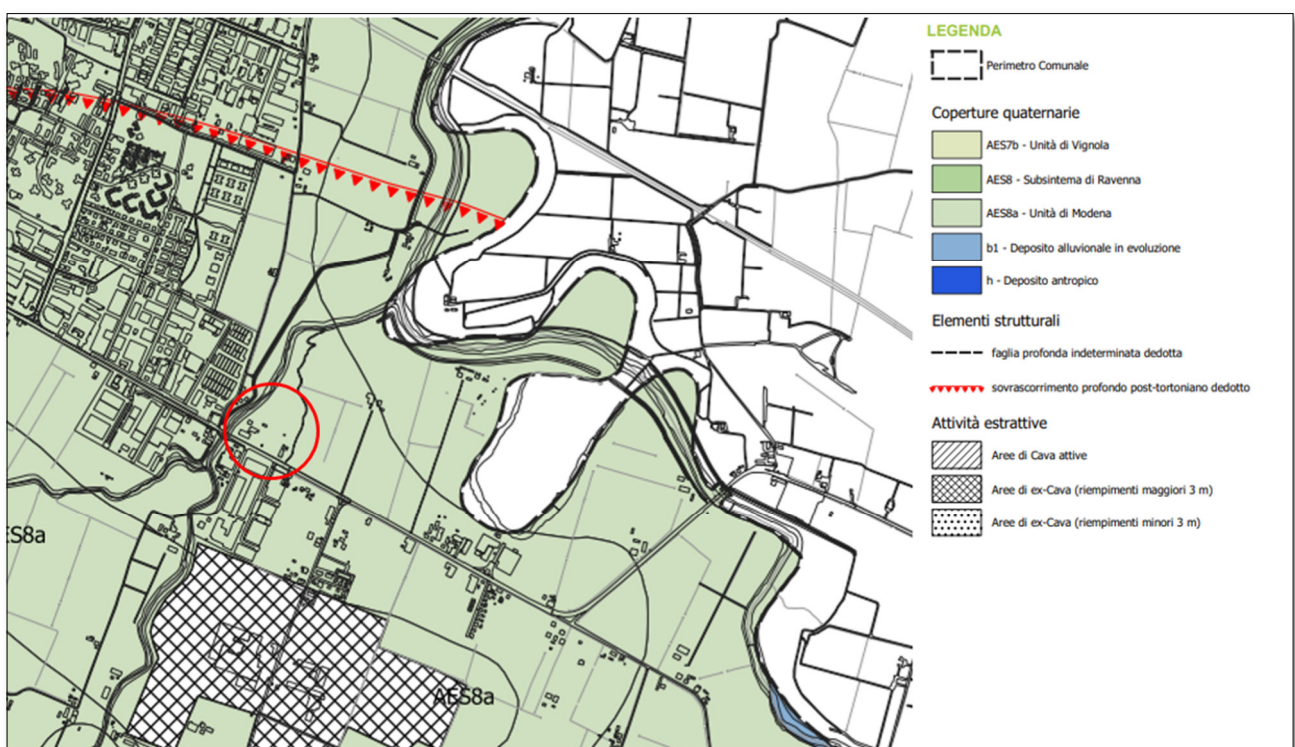 LEGENDA
Perimetro Comunale
Coperture quaternarie
AES7b - Unità di Vignola
AES8 - Subsintema di Ravenna
AES8a - Unità di Modena
b1 - Deposito alluvionale in evoluzione
h - Deposito antropico
Elementi strutturali
faglia profonda indeterminata dedotta
sovrascorrimento profondo post-tortoniano dedotto
Attività estrattive
Aree di Cava attive
Aree di ex-Cava (riempimenti maggiori 3 m)
Aree di ex-Cava (riempimenti minori 3 m)
ES8a
AES8a